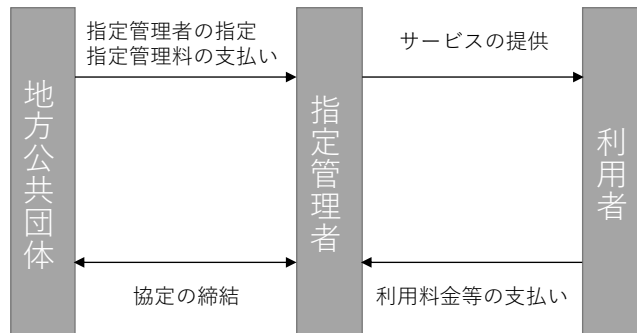 地方公共団体
指定管理者の指定
指定管理料の支払い
協定の締結
指定管理者
サービスの提供
利用料金等の支払い
利用者